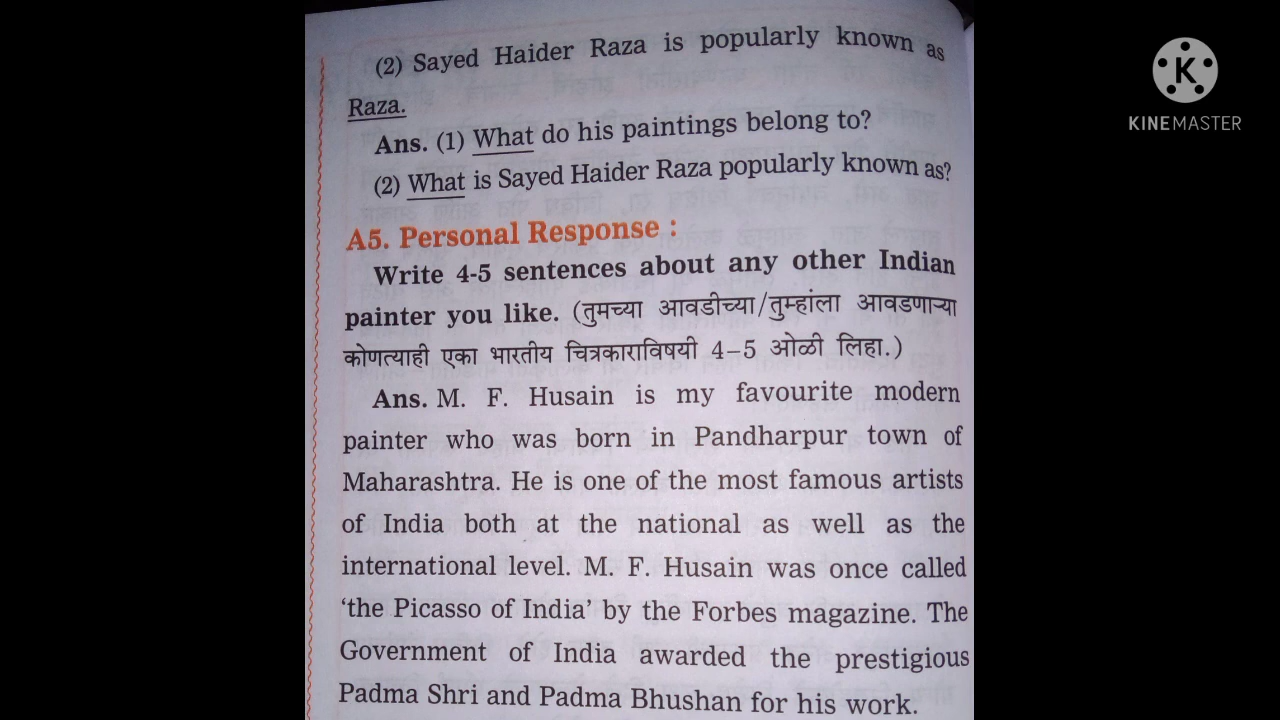 (2) Sayed Haider Raza is popularly known as
Raza.
Ans. (1) What do his paintings belong to?
(2) What is Sayed Haider Raza popularly known as?
A5. Personal Response :
Write 4-5 sentences about any other Indian
painter you like. (तुमच्या आवडीच्या/तुम्हांला आवडणाऱ्या
कोणत्याही एका भारतीय चित्रकाराविषयी 4–5 ओळी लिहा.)
Ans. M. F. Husain is my favourite modern
painter who was born in Pandharpur town of
Maharashtra. He is one of the most famous artists
of India both at the national as well as the
international level. M. F. Husain was once called
‘the Picasso of India’ by the Forbes magazine. The
Government of India awarded the prestigious
Padma Shri and Padma Bhushan for his work.
K
KINEMASTER